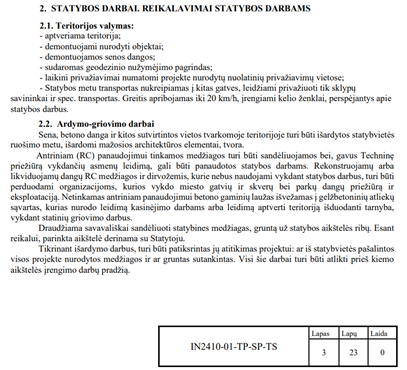 2. STATYBOS DARBAI. REIKALAVIMAI STATYBOS DARBAMS
2.1. Teritorijos valymas:
- aptveriama teritorija;
- demontuojami nurodyti objektai;
- demontuojamos senos dangos;
- sudaromas geodezinio nužymėjimo pagrindas;
- laikini privažiavimai numatomi projekte nurodytų nuolatinių privažiavimų vietose;
- Statybos metu transportas nukreipiamas į kitas gatves, leidžiami privažiuoti tik sklypų
savininkai ir spec. transportas. Greitis apribojamas iki 20 km/h, įrengiami kelio ženklai, perspėjantys apie
statybos darbus.
2.2. Ardymo-griovimo darbai
Sena, betono danga ir kitos sutvirtintos vietos tvarkomoje teritorijoje turi būti išardytos statybvietės
ruošimo metu, išardomi mažosios architektūros elementai, tvora.
Antriniam (RC) panaudojimui tinkamos medžiagos turi būti sandėliuojamos bei, gavus Techninę
priežiūrą vykdančių asmenų leidimą, gali būti panaudotos statybos darbams. Rekonstruojamų arba
likviduojamų dangų RC medžiagos ir dirvožemis, kurie nebus naudojami vykdant statybos darbus, turi būti
perduodami organizacijoms, kurios vykdo miesto gatvių ir skverų bei parkų dangų priežiūrą ir
eksploataciją. Netinkamas antriniam panaudojimui betono gaminių laužas išvežamas į gelžbetoninių atliekų
sąvartas, kurias nurodo leidimą kasinėjimo darbams arba leidimą aptverti teritoriją išduodanti tarnyba,
vykdant statinių griovimo darbus.
Draudžiama savavališkai sandėliuoti statybines medžiagas, gruntą už statybos aikštelės ribų. Esant
reikalui, parinkta aikštelė derinama su Statytoju.
Tikrinant išardymo darbus, turi būti patikrintas jų atitikimas projektui: ar iš statybvietės pašalintos
visos projekte nurodytos medžiagos ir ar gruntas sutankintas. Visi šie darbai turi būti atlikti prieš kiemo
aikštelės įrengimo darbų pradžią.
IN2410-01-TP-SP-TS
Lapas Lapų Laida
3 23 0